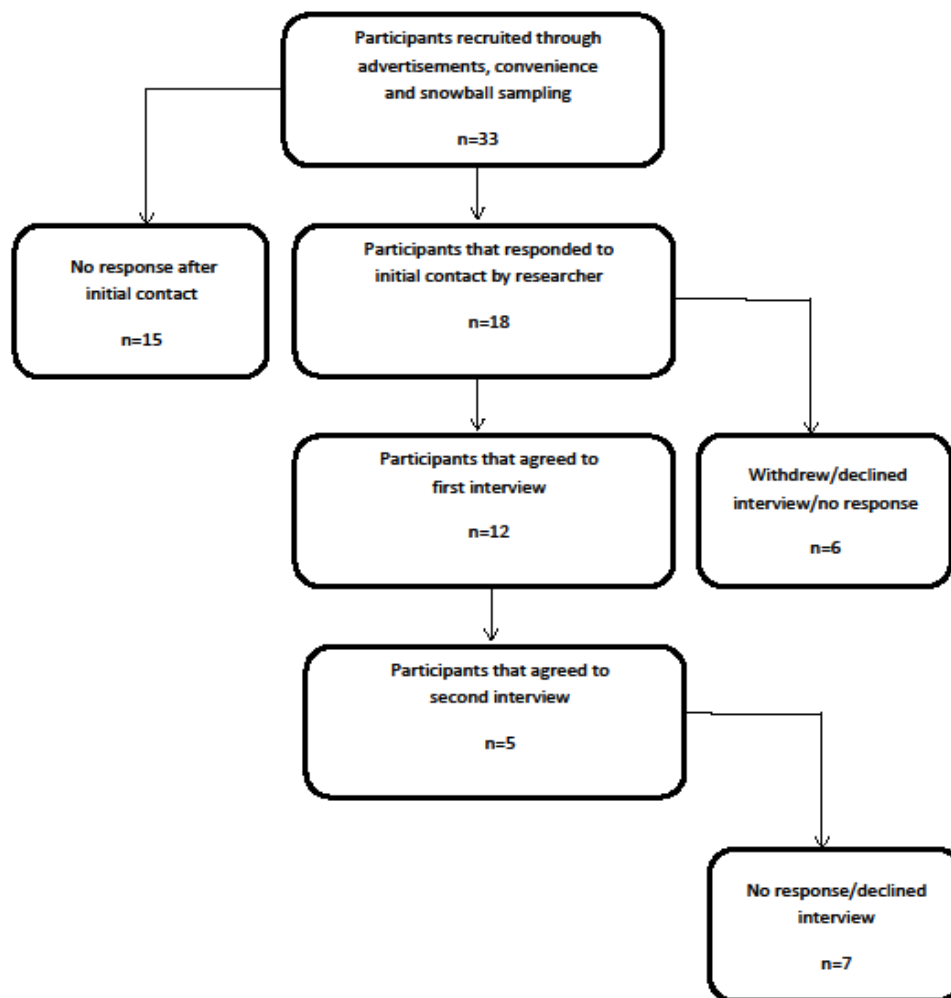 Participants recruited through
advertisements, convenience
and snowball sampling
n=33
No response after
initial contact
n=15
Participants that responded to
initial contact by researcher
n=18
Participants that agreed to
first interview
n=12
Withdrew/declined
interview/no response
n=6
Participants that agreed to
second interview
n=5
No response/declined
interview
n=7